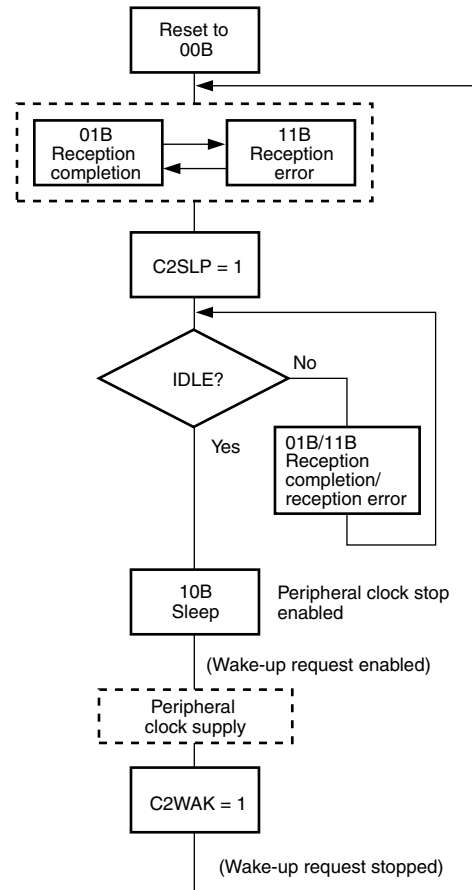 Reset to
00B
01B
Reception
completion
11B
Reception
error
C2SLP = 1
IDLE?
No
Yes
01B/11B
Reception
completion/
reception error
10B
Sleep
Peripheral clock stop
enabled
(Wake-up request enabled)
Peripheral
clock supply
C2WAK = 1
(Wake-up request stopped)